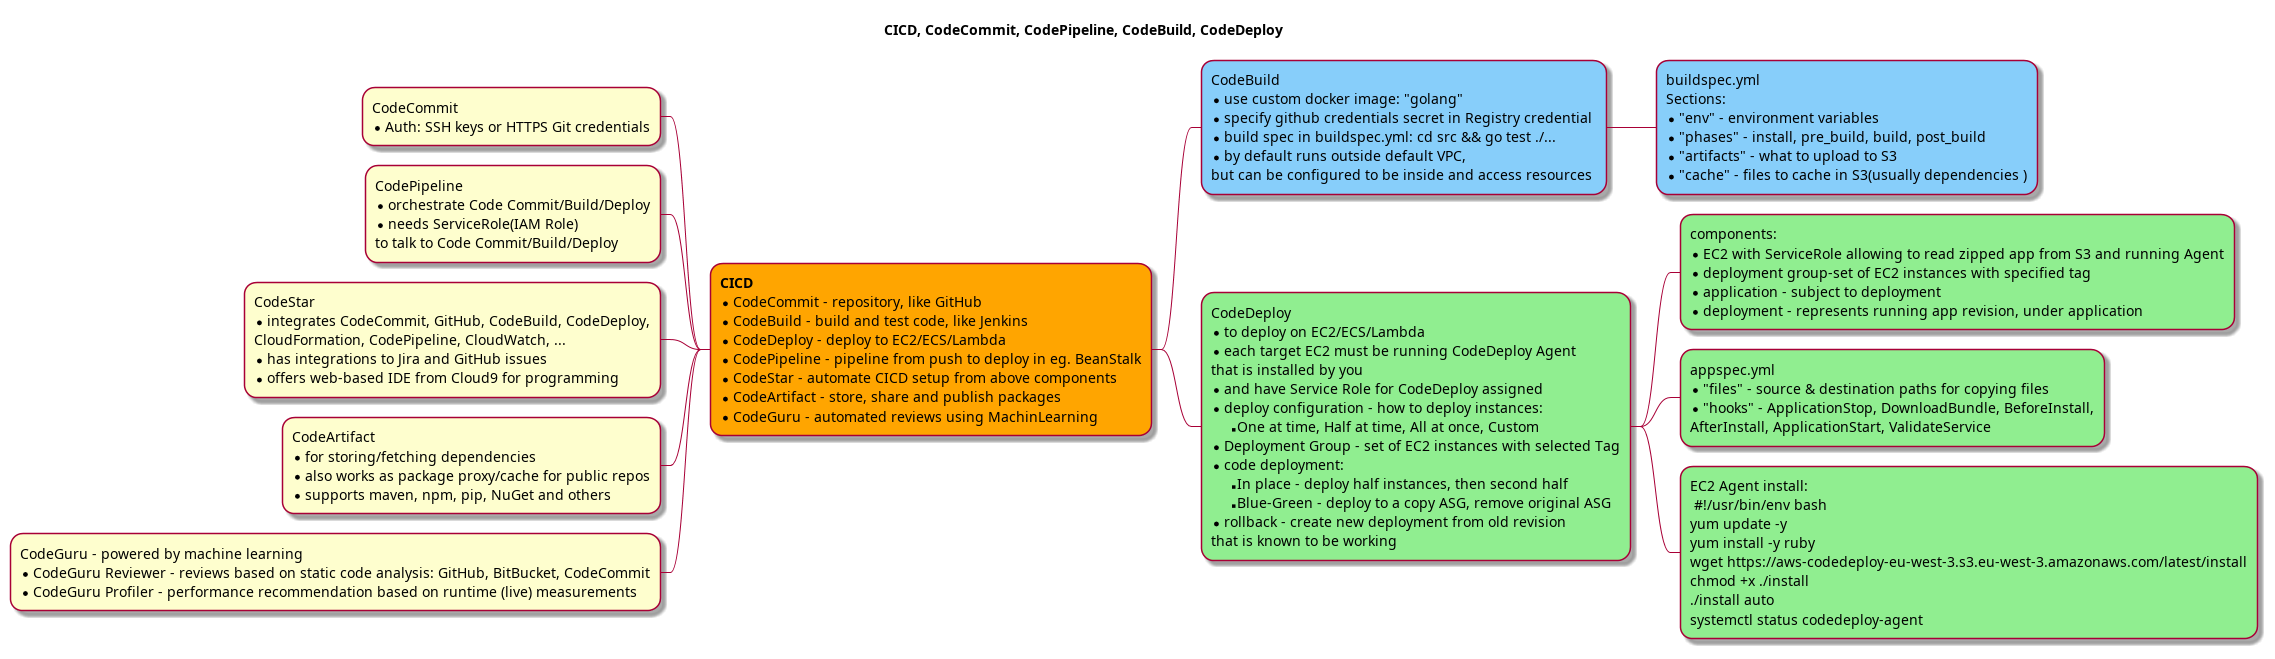 CICD, CodeCommit, CodePipeline, CodeBuild, CodeDeploy
CICD
• CodeCommit - repository, like GitHub
• CodeBuild - build and test code, like Jenkins
• CodeDeploy - deploy to EC2/ECS/Lambda
• CodePipeline - pipeline from push to deploy in eg. BeanStalk
• CodeStar - automate CICD setup from above components
• CodeArtifact - store, share and publish packages
• CodeGuru - automated reviews using MachinLearning
CodeCommit
• Auth: SSH keys or HTTPS Git credentials
CodePipeline
• orchestrate Code Commit/Build/Deploy
• needs ServiceRole(IAM Role)
to talk to Code Commit/Build/Deploy
CodeStar
• integrates CodeCommit, GitHub, CodeBuild, CodeDeploy,
CloudFormation, CodePipeline, CloudWatch, ...
• has integrations to Jira and GitHub issues
• offers web-based IDE from Cloud9 for programming
CodeArtifact
• for storing/fetching dependencies
• also works as package proxy/cache for public repos
• supports maven, npm, pip, NuGet and others
CodeGuru - powered by machine learning
• CodeGuru Reviewer - reviews based on static code analysis: GitHub, BitBucket, CodeCommit
• CodeGuru Profiler - performance recommendation based on runtime (live) measurements
CodeBuild
• use custom docker image: "golang"
• specify github credentials secret in Registry credential
• build spec in buildspec.yml: cd src && go test ./...
• by default runs outside default VPC,
but can be configured to be inside and access resources
buildspec.yml
Sections:
• "env" - environment variables
• "phases" - install, pre_build, build, post_build
• "artifacts" - what to upload to S3
• "cache" - files to cache in S3(usually dependencies )
CodeDeploy
• to deploy on EC2/ECS/Lambda
• each target EC2 must be running CodeDeploy Agent
that is installed by you
• and have Service Role for CodeDeploy assigned
• deploy configuration - how to deploy instances:
▪One at time, Half at time, All at once, Custom
• Deployment Group - set of EC2 instances with selected Tag
• code deployment:
▪In place - deploy half instances, then second half
▪Blue-Green - deploy to a copy ASG, remove original ASG
• rollback - create new deployment from old revision
that is known to be working
components:
• EC2 with ServiceRole allowing to read zipped app from S3 and running Agent
• deployment group-set of EC2 instances with specified tag
• application - subject to deployment
• deployment - represents running app revision, under application
appspec.yml
• "files" - source & destination paths for copying files
• "hooks" - ApplicationStop, DownloadBundle, BeforeInstall,
AfterInstall, ApplicationStart, ValidateService
EC2 Agent install:
#!/usr/bin/env bash
yum update -y
yum install -y ruby
wget https://aws-codedeploy-eu-west-3.s3.eu-west-3.amazonaws.com/latest/install
chmod +x ./install
./install auto
systemctl status codedeploy-agent